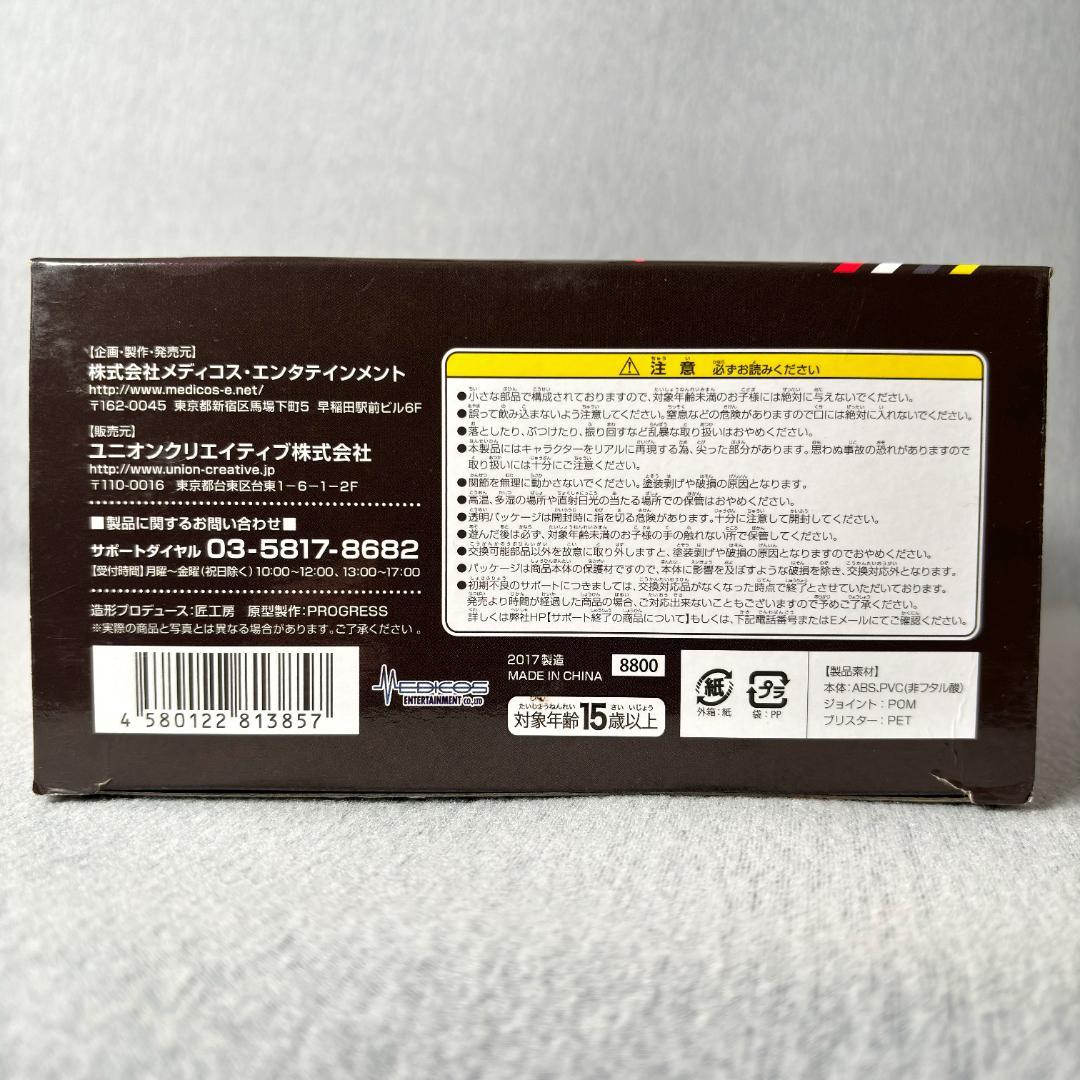 【企画・製作・発売元】
株式会社メディコス・エンタテインメント
http://www.medicos-e.net/
〒162-0045 東京都新宿区馬場下町5 早稲田駅前ビル6F
【販売元】
ユニオンクリエイティブ株式会社
http://www.union-creative.jp
〒110-0016 東京都台東区台東1-6-1-2F
■製品に関するお問い合わせ■
サポートダイヤル 03-5817-8682
【受付時間】月曜～金曜(祝日除く)10:00～12:00、13:00～17:00
造形プロデュース:匠工房 原型製作:PROGRESS
※実際の商品と写真とは異なる場合があります。ご了承ください。
4 580122 813857
MEDICOS
ENTERTAINMENT CO.,LTD
⚠ 注意 必ずお読みください
●小さな部品で構成されておりますので、対象年齢未満のお子様には絶対に与えないでください。
●誤って飲み込まないよう注意してください。窒息などの危険がありますので口には絶対に入れないでください。
●落としたり、ぶつけたり、振り回すなど乱暴な取り扱いはおやめください。
●本製品にはキャラクターをリアルに再現する為、尖った部分があります。思わぬ事故の恐れがありますので
取り扱いには十分にご注意ください。
●関節を無理に動かさないでください。塗装剥げや破損の原因となります。
●高温、多湿の場所や直射日光の当たる場所での保管はおやめください。
●透明パッケージは開封時に指を切る危険があります。十分に注意して開封してください。
●遊んだ後は必ず、対象年齢未満のお子様の手の触れない所で保管してください。
●交換可能部品以外を故意に取り外しますと、塗装剥げや破損の原因となりますのでおやめください。
●パッケージは商品本体の保護材ですので、本体に影響を及ぼすような破損を除き、交換対応外となります。
●初期不良のサポートにつきましては、交換対応品がなくなった時点で終了とさせていただいております。
発売より時間が経過した商品の場合、ご対応出来ないこともございますので予めご了承ください。
詳しくは弊社HP【サポート終了の商品について】もしくは、下記電話番号またはEメールにてご確認ください。
2017製造
MADE IN CHINA
8800
たいしょうねんれい さい いじょう
対象年齢15歳以上
紙
外箱:紙
プラ
袋:PP
【製品素材】
本体:ABS、PVC(非フタル酸)
ジョイント:POM
ブリスター:PET